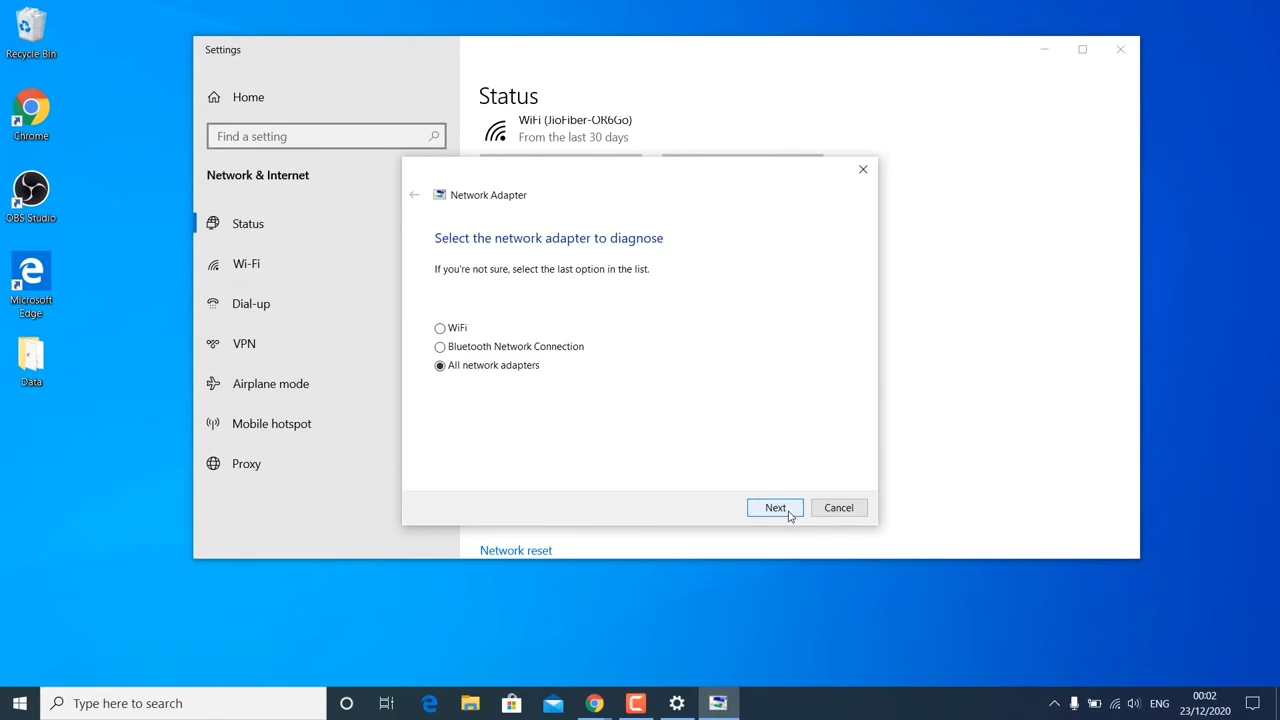 Recycle Bin
Chrome
OBS Studio
Microsoft
Edge
Data
Settings
Home
Find a setting
Network & Internet
Status
Wi-Fi
Dial-up
VPN
Airplane mode
Mobile hotspot
Proxy
Status
WiFi (JioFiber-OR6Go)
From the last 30 days
Network Adapter
Select the network adapter to diagnose
If you're not sure, select the last option in the list.
WiFi
Bluetooth Network Connection
All network adapters
Next
Cancel
Network reset
Type here to search
ENG
00:02
23/12/2020